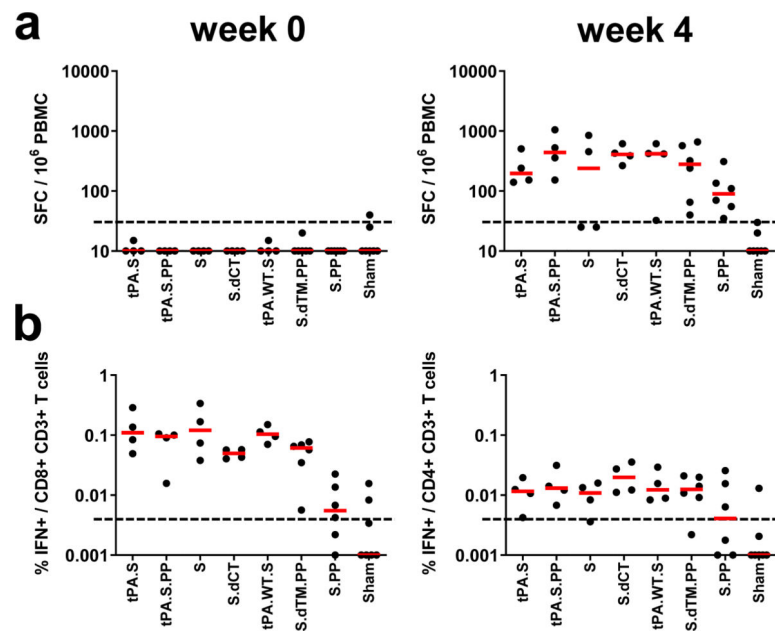 a
week 0
week 4
SFC / 10⁶ PBMC
10000
1000
100
10
tPA.S
tPA.S.PP
S
S.dCT
tPA.WT.S
S.dTM.PP
S.PP
Sham
SFC / 10⁶ PBMC
10000
1000
100
10
tPA.S
tPA.S.PP
S
S.dCT
tPA.WT.S
S.dTM.PP
S.PP
Sham
b
% IFN+ / CD8+ CD3+ T cells
1
0.1
0.01
0.001
tPA.S
tPA.S.PP
S
S.dCT
tPA.WT.S
S.dTM.PP
S.PP
Sham
% IFN+ / CD4+ CD3+ T cells
1
0.1
0.01
0.001
tPA.S
tPA.S.PP
S
S.dCT
tPA.WT.S
S.dTM.PP
S.PP
Sham